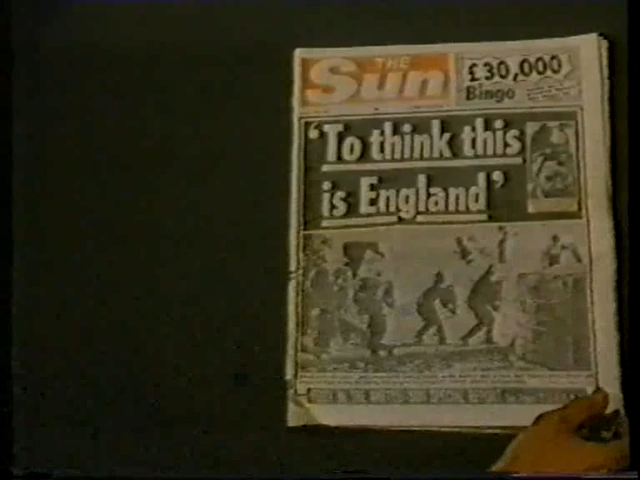 THE
Sun
£30,000
Bingo
‘To think this
is England’